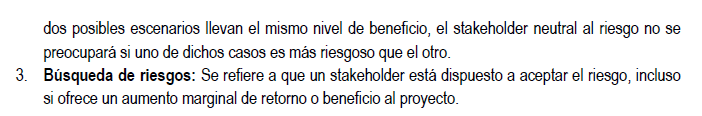 dos posibles escenarios llevan el mismo nivel de beneficio, el stakeholder neutral al riesgo no se
preocupará si uno de dichos casos es más riesgoso que el otro.
3. Búsqueda de riesgos: Se refiere a que un stakeholder está dispuesto a aceptar el riesgo, incluso
si ofrece un aumento marginal de retorno o beneficio al proyecto.